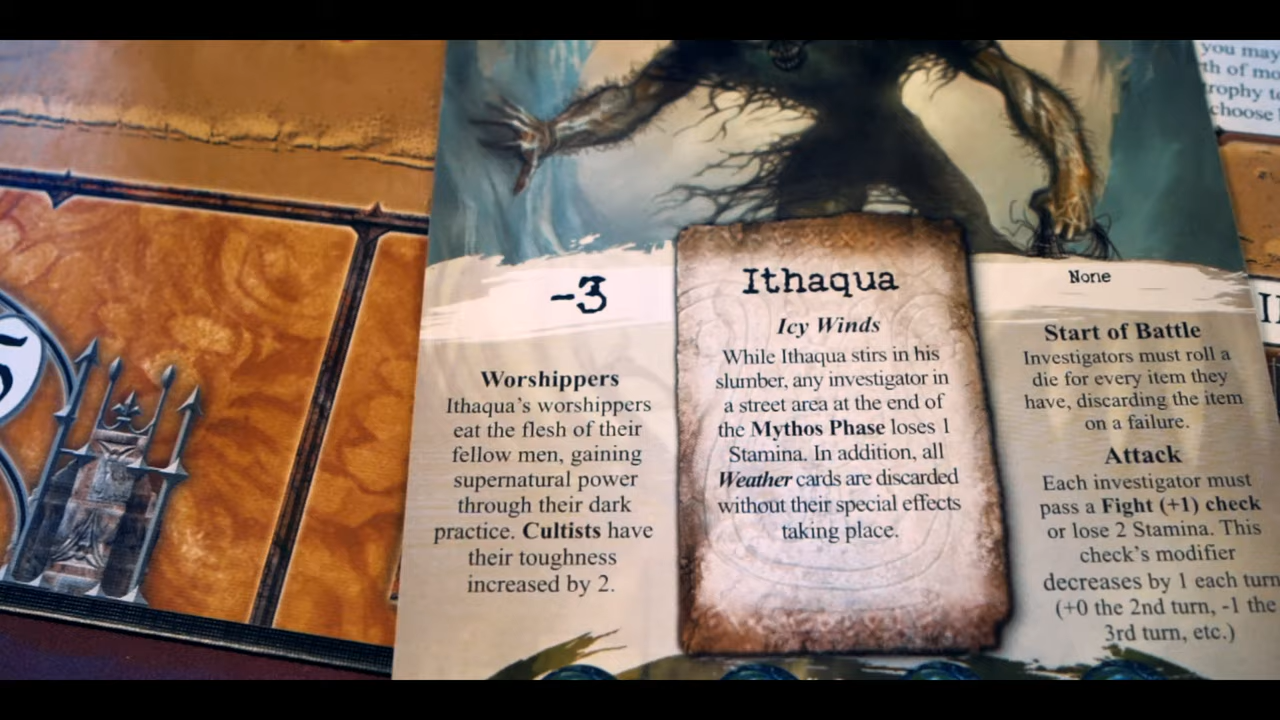 you may
th of mo
rophy to
choose
5
-3
Worshippers
Ithaqua's worshippers
eat the flesh of their
fellow men, gaining
supernatural power
through their dark
practice. Cultists have
their toughness
increased by 2.
Ithaqua
Icy Winds
While Ithaqua stirs in his
slumber, any investigator in
a street area at the end of
the Mythos Phase loses 1
Stamina. In addition, all
Weather cards are discarded
without their special effects
taking place.
None
Start of Battle
Investigators must roll a
die for every item they
have, discarding the item
on a failure.
Attack
Each investigator must
pass a Fight (+1) check
or lose 2 Stamina. This
check's modifier
decreases by 1 each turn
(+0 the 2nd turn, -1 the
3rd turn, etc.)